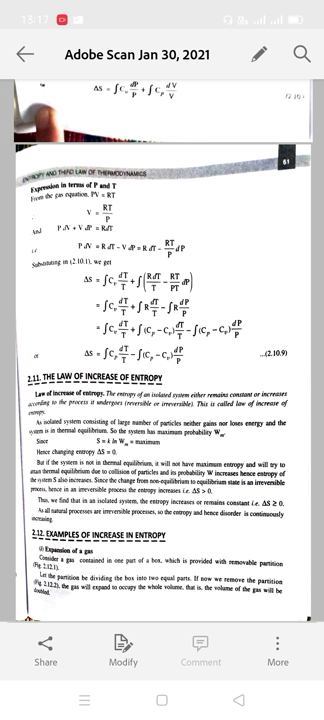 13:17
Adobe Scan Jan 30, 2021
ΔS = ∫C_v dP/P + ∫C_p dV/V
61
ENTROPY AND THIRD LAW OF THERMODYNAMICS
Expression in terms of P and T
From the gas equation, PV = RT
V = RT/P
And P dV + V dP = RdT
P dV = R dT - V dP = R dT - RT/P dP
Substituting in (2.10.1), we get
ΔS = ∫C_v dT/T + ∫(RdT/T - RT/PT dP)
= ∫C_v dT/T + ∫R dT/T - ∫R dP/P
= ∫C_v dT/T + ∫(C_p - C_v) dT/T - ∫(C_p - C_v) dP/P
or ΔS = ∫C_p dT/T - ∫(C_p - C_v) dP/P ...(2.10.9)
2.11. THE LAW OF INCREASE OF ENTROPY
Law of increase of entropy. The entropy of an isolated system either remains constant or increases
according to the process it undergoes (reversible or irreversible). This is called law of increase of
entropy.
As isolated system consisting of large number of particles neither gains nor loses energy and the
system is in thermal equilibrium. So the system has maximum probability W_m.
Since S = k ln W_m = maximum
Hence changing entropy ΔS = 0.
But if the system is not in thermal equilibrium, it will not have maximum entropy and will try to
attain thermal equilibrium due to collision of particles and its probability W increases hence entropy of
the system S also increases. Since the change from non-equilibrium to equilibrium state is an irreversible
process, hence in an irreversible process the entropy increases i.e. ΔS > 0.
Thus, we find that in an isolated system, the entropy increases or remains constant i.e. ΔS ≥ 0.
As all natural processes are irreversible processes, so the entropy and hence disorder is continuously
increasing.
2.12. EXAMPLES OF INCREASE IN ENTROPY
(i) Expansion of a gas
Consider a gas contained in one part of a box, which is provided with removable partition
(Fig 2.12.1).
Let the partition be dividing the box into two equal parts. If now we remove the partition
(Fig 2.12.2), the gas will expand to occupy the whole volume, that is, the volume of the gas will be
doubled.
Share
Modify
Comment
More